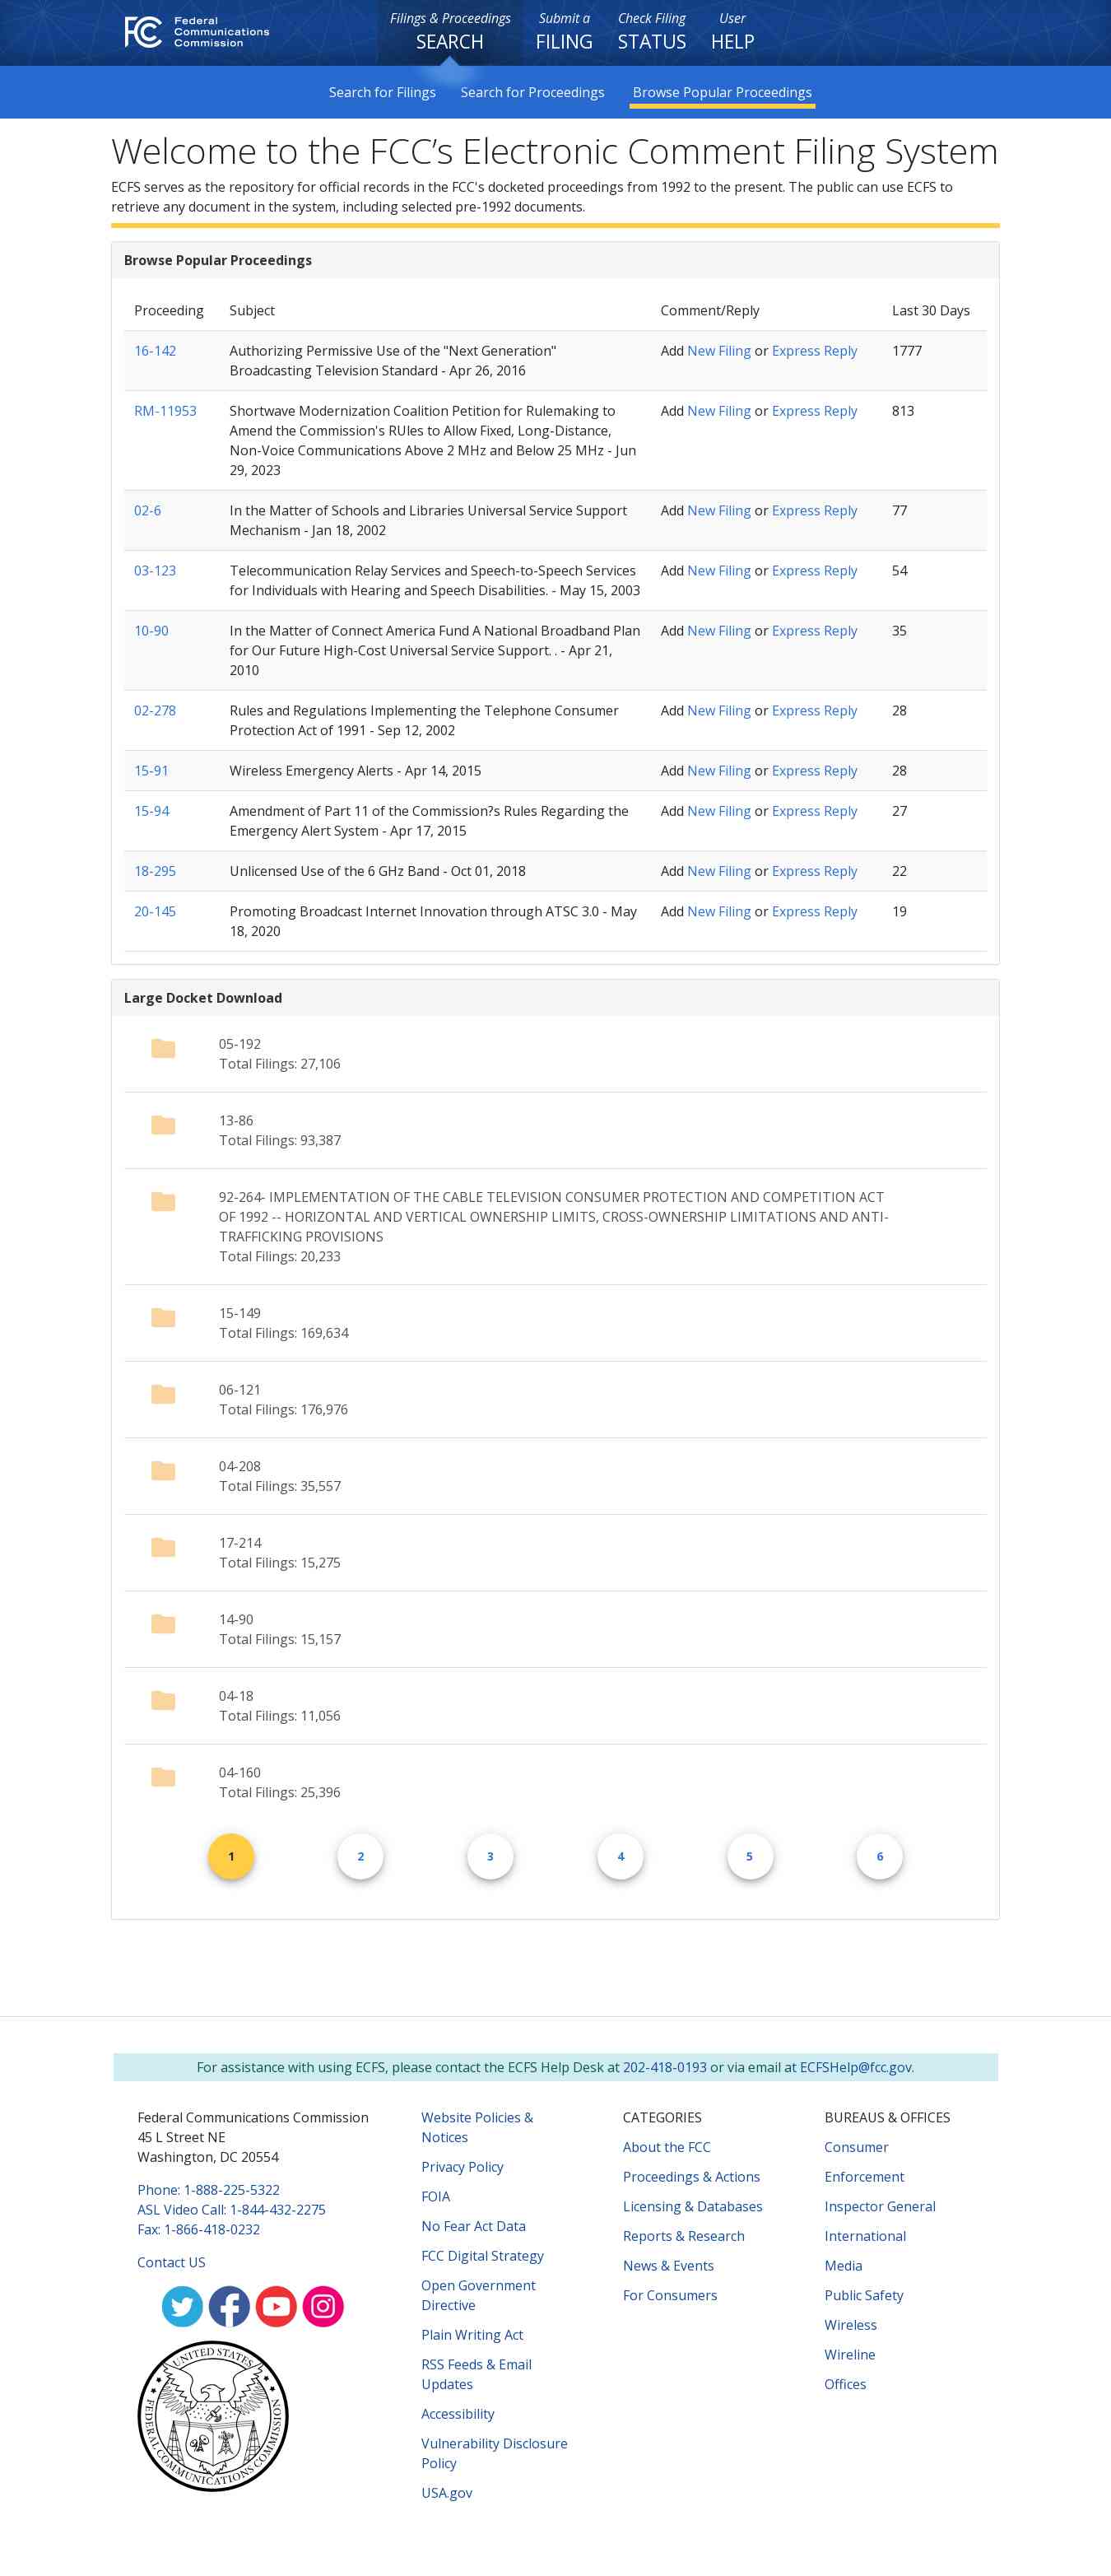 Federal
Communications
Commission
Filings & Proceedings
SEARCH
Submit a
FILING
Check Filing
STATUS
User
HELP
Search for Filings
Search for Proceedings
Browse Popular Proceedings
Welcome to the FCC’s Electronic Comment Filing System
ECFS serves as the repository for official records in the FCC's docketed proceedings from 1992 to the present. The public can use ECFS to
retrieve any document in the system, including selected pre-1992 documents.
Browse Popular Proceedings
Proceeding Subject Comment/Reply Last 30 Days
16-142 Authorizing Permissive Use of the "Next Generation" Add New Filing or Express Reply 1777
Broadcasting Television Standard - Apr 26, 2016
RM-11953 Shortwave Modernization Coalition Petition for Rulemaking to Add New Filing or Express Reply 813
Amend the Commission's RUles to Allow Fixed, Long-Distance,
Non-Voice Communications Above 2 MHz and Below 25 MHz - Jun
29, 2023
02-6 In the Matter of Schools and Libraries Universal Service Support Add New Filing or Express Reply 77
Mechanism - Jan 18, 2002
03-123 Telecommunication Relay Services and Speech-to-Speech Services Add New Filing or Express Reply 54
for Individuals with Hearing and Speech Disabilities. - May 15, 2003
10-90 In the Matter of Connect America Fund A National Broadband Plan Add New Filing or Express Reply 35
for Our Future High-Cost Universal Service Support. . - Apr 21,
2010
02-278 Rules and Regulations Implementing the Telephone Consumer Add New Filing or Express Reply 28
Protection Act of 1991 - Sep 12, 2002
15-91 Wireless Emergency Alerts - Apr 14, 2015 Add New Filing or Express Reply 28
15-94 Amendment of Part 11 of the Commission?s Rules Regarding the Add New Filing or Express Reply 27
Emergency Alert System - Apr 17, 2015
18-295 Unlicensed Use of the 6 GHz Band - Oct 01, 2018 Add New Filing or Express Reply 22
20-145 Promoting Broadcast Internet Innovation through ATSC 3.0 - May Add New Filing or Express Reply 19
18, 2020
Large Docket Download
05-192
Total Filings: 27,106
13-86
Total Filings: 93,387
92-264- IMPLEMENTATION OF THE CABLE TELEVISION CONSUMER PROTECTION AND COMPETITION ACT
OF 1992 -- HORIZONTAL AND VERTICAL OWNERSHIP LIMITS, CROSS-OWNERSHIP LIMITATIONS AND ANTI-
TRAFFICKING PROVISIONS
Total Filings: 20,233
15-149
Total Filings: 169,634
06-121
Total Filings: 176,976
04-208
Total Filings: 35,557
17-214
Total Filings: 15,275
14-90
Total Filings: 15,157
04-18
Total Filings: 11,056
04-160
Total Filings: 25,396
1 2 3 4 5 6
For assistance with using ECFS, please contact the ECFS Help Desk at 202-418-0193 or via email at ECFSHelp@fcc.gov.
Federal Communications Commission
45 L Street NE
Washington, DC 20554
Phone: 1-888-225-5322
ASL Video Call: 1-844-432-2275
Fax: 1-866-418-0232
Contact US
UNITED STATES
FEDERAL COMMUNICATIONS COMMISSION
Website Policies &
Notices
Privacy Policy
FOIA
No Fear Act Data
FCC Digital Strategy
Open Government
Directive
Plain Writing Act
RSS Feeds & Email
Updates
Accessibility
Vulnerability Disclosure
Policy
USA.gov
CATEGORIES
About the FCC
Proceedings & Actions
Licensing & Databases
Reports & Research
News & Events
For Consumers
BUREAUS & OFFICES
Consumer
Enforcement
Inspector General
International
Media
Public Safety
Wireless
Wireline
Offices